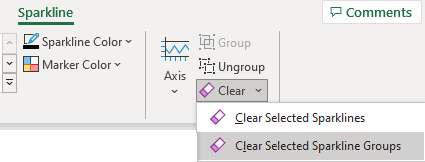 Sparkline
Comments
Sparkline Color
Marker Color
Axis
Group
Ungroup
Clear
Clear Selected Sparklines
Clear Selected Sparkline Groups